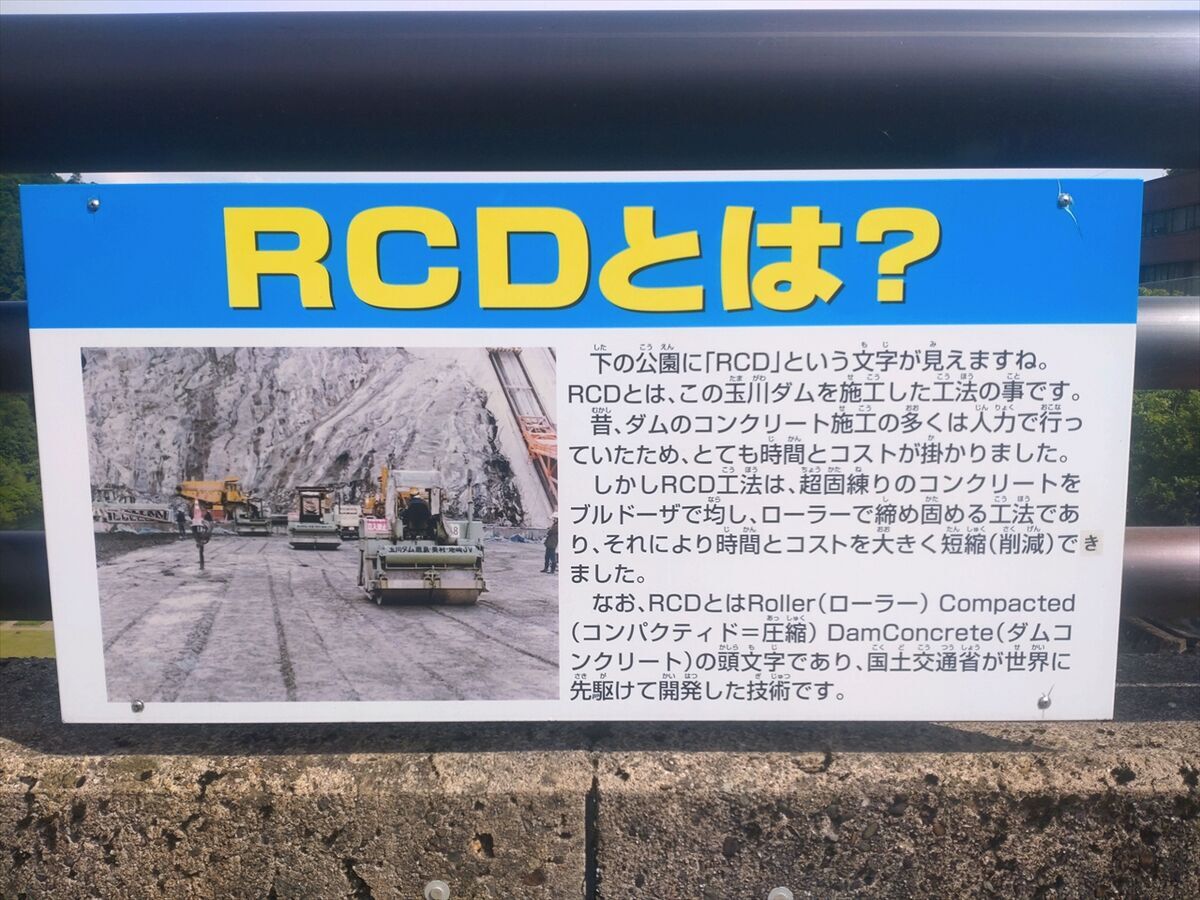 RCDとは?
下の公園に「RCD」という文字が見えますね。
RCDとは、この玉川ダムを施工した工法の事です。
昔、ダムのコンクリート施工の多くは人力で行っ
ていたため、とても時間とコストが掛かりました。
しかしRCD工法は、超固練りのコンクリートを
ブルドーザで均し、ローラーで締め固める工法であ
り、それにより時間とコストを大きく短縮(削減)でき
ました。
なお、RCDとはRoller(ローラー) Compacted
(コンパクティド=圧縮) DamConcrete(ダムコ
ンクリート)の頭文字であり、国土交通省が世界に
先駆けて開発した技術です。